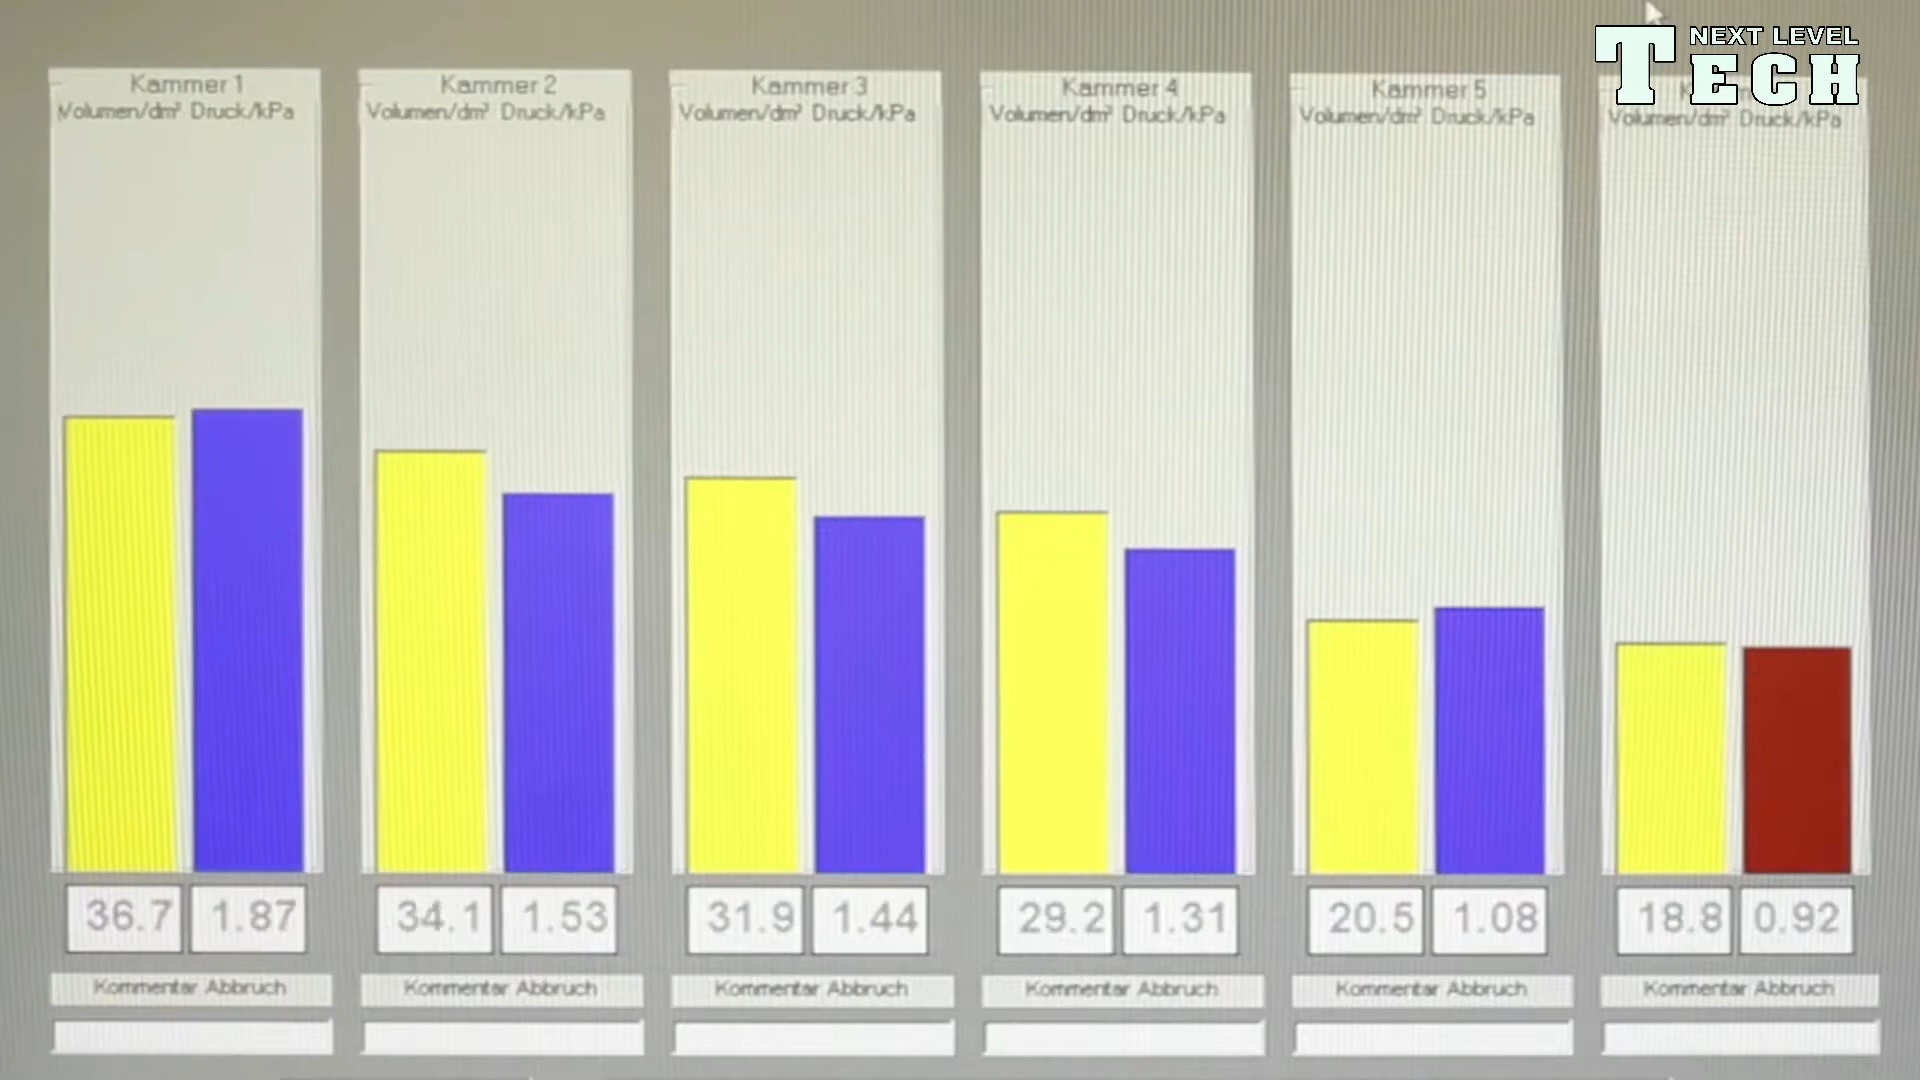 NEXT LEVEL
TECH
Kammer 1
Volumen/dm³ Druck/kPa
36.7 1.87
Kommentar Abbruch
Kammer 2
Volumen/dm³ Druck/kPa
34.1 1.53
Kommentar Abbruch
Kammer 3
Volumen/dm³ Druck/kPa
31.9 1.44
Kommentar Abbruch
Kammer 4
Volumen/dm³ Druck/kPa
29.2 1.31
Kommentar Abbruch
Kammer 5
Volumen/dm³ Druck/kPa
20.5 1.08
Kommentar Abbruch
Volumen/dm³ Druck/kPa
18.8 0.92
Kommentar Abbruch